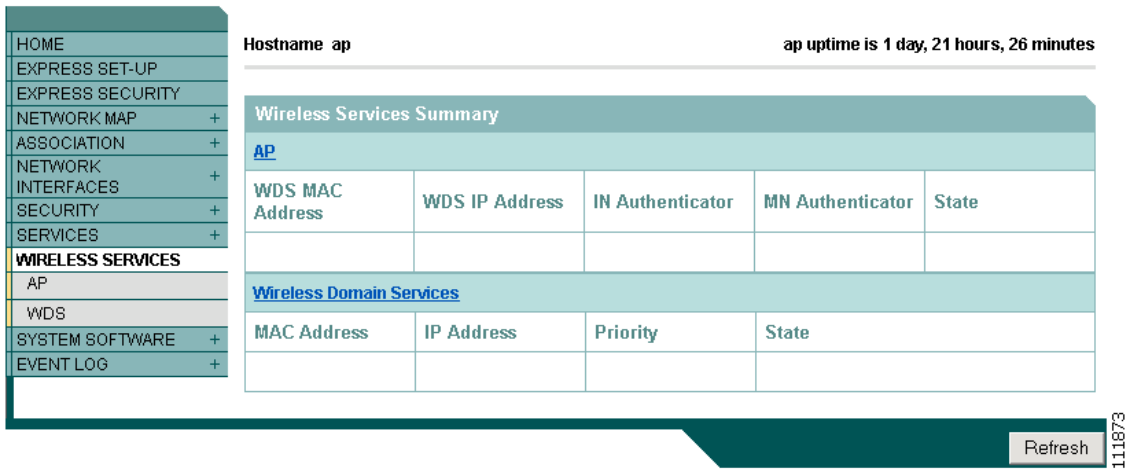 HOME
EXPRESS SET-UP
EXPRESS SECURITY
NETWORK MAP +
ASSOCIATION +
NETWORK
INTERFACES +
SECURITY +
SERVICES +
WIRELESS SERVICES
AP
WDS
SYSTEM SOFTWARE +
EVENT LOG +
Hostname ap
ap uptime is 1 day, 21 hours, 26 minutes
Wireless Services Summary
AP
WDS MAC
Address
WDS IP Address
IN Authenticator
MN Authenticator
State
Wireless Domain Services
MAC Address
IP Address
Priority
State
Refresh
111873